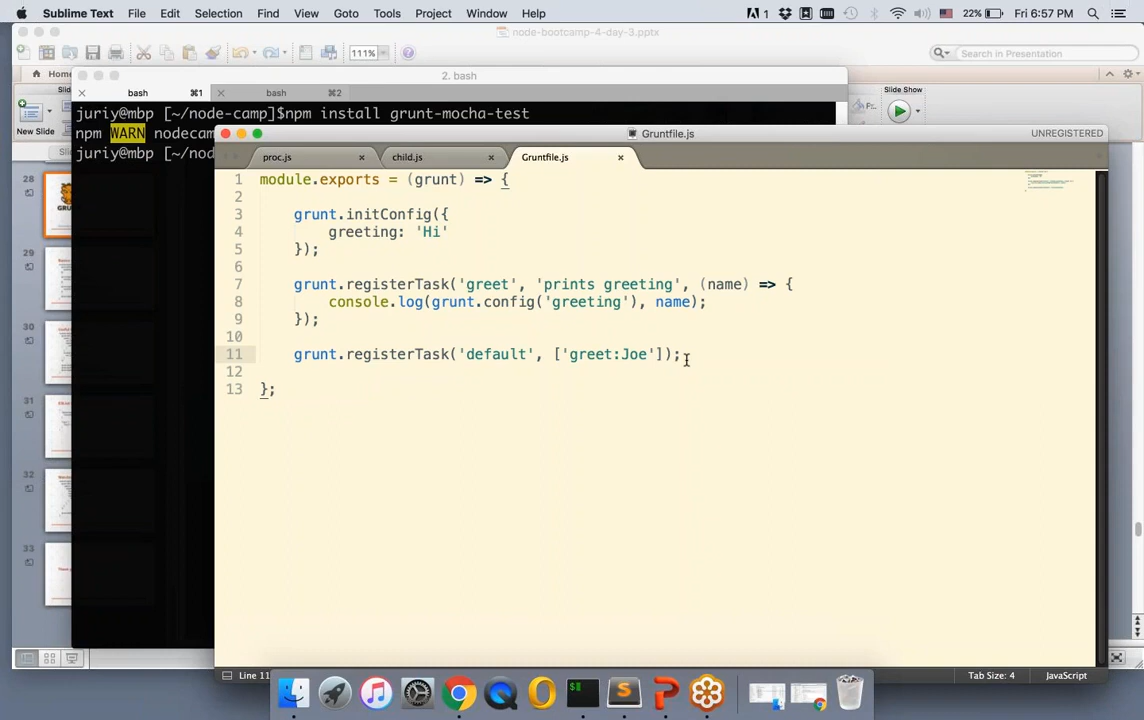 Sublime Text File Edit Selection Find View Goto Tools Project Window Help 1 22% Fri 6:57 PM
node-bootcamp-4-day-3.pptx
111% Search in Presentation
Home
2. bash
bash ⌘1 bash ⌘2
Slide Show
New Slide
juriy@mbp [~/node-camp]$npm install grunt-mocha-test
npm WARN nodecam
juriy@mbp [~/nod
Gruntfile.js UNREGISTERED
proc.js child.js Gruntfile.js
1 module.exports = (grunt) => {
2
3 grunt.initConfig({
4 greeting: 'Hi'
5 });
6
7 grunt.registerTask('greet', 'prints greeting', (name) => {
8 console.log(grunt.config('greeting'), name);
9 });
10
11 grunt.registerTask('default', ['greet:Joe']);
12
13 };
28
29
30
31
32
33
Line 11 Tab Size: 4 JavaScript